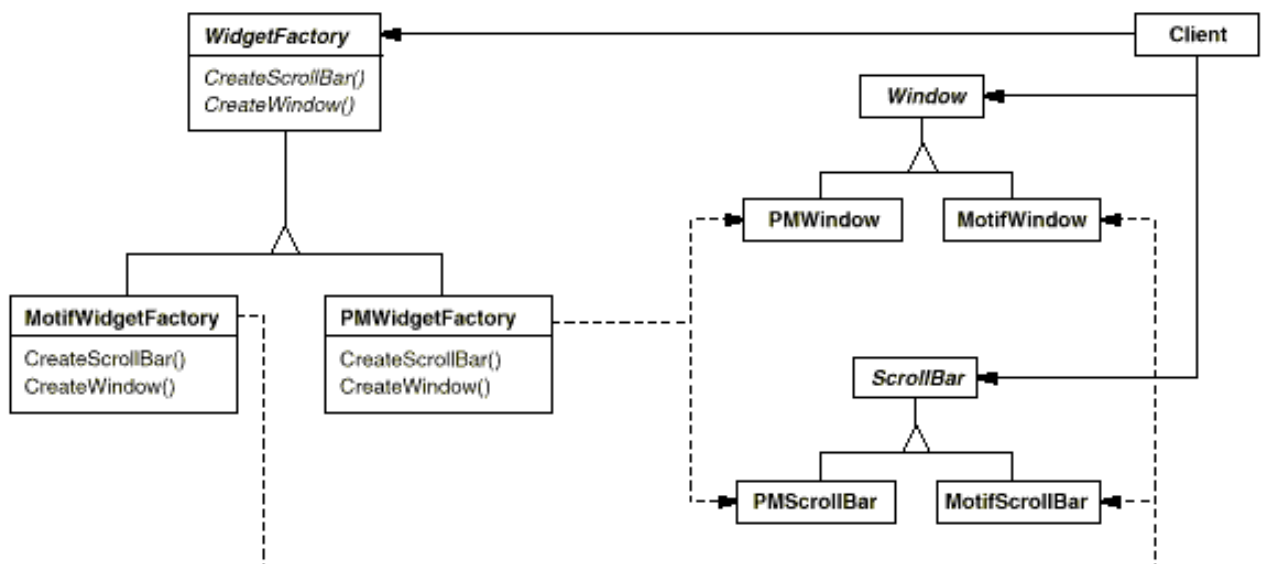 WidgetFactory
CreateScrollBar()
CreateWindow()
Client
Window
PMWindow
MotifWindow
MotifWidgetFactory
CreateScrollBar()
CreateWindow()
PMWidgetFactory
CreateScrollBar()
CreateWindow()
ScrollBar
PMScrollBar
MotifScrollBar